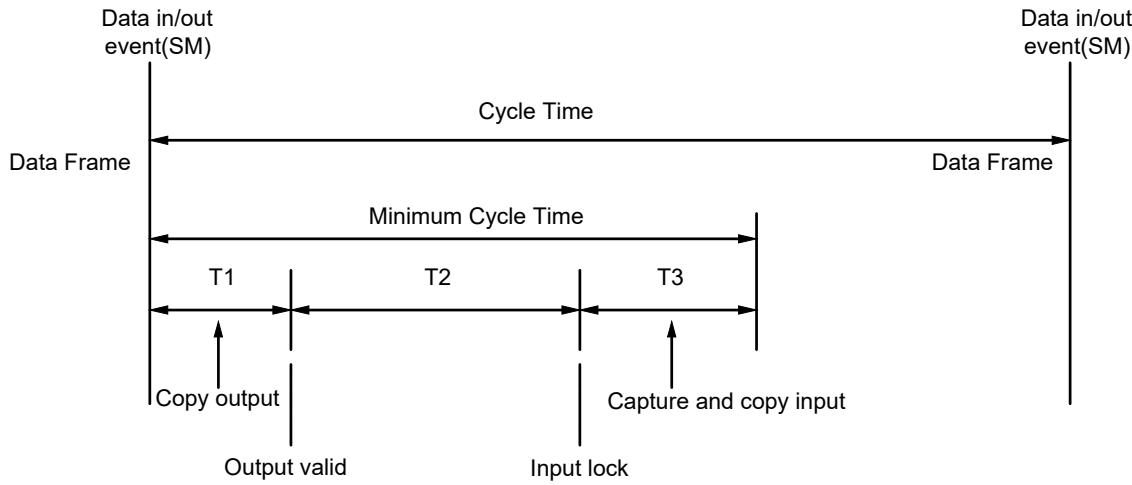 Data in/out
event(SM)
Data in/out
event(SM)
Cycle Time
Data Frame
Data Frame
Minimum Cycle Time
T1
T2
T3
Copy output
Capture and copy input
Output valid
Input lock